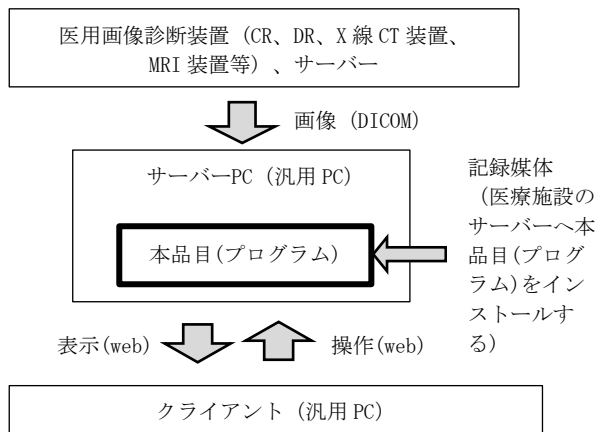 医用画像診断装置（CR、DR、X 線 CT 装置、
MRI 装置等）、サーバー
画像（DICOM）
サーバーPC（汎用 PC）
本品目(プログラム)
記録媒体
（医療施設の
サーバーへ本
品目(プログ
ラム)をイン
ストールす
る）
表示(web)
操作(web)
クライアント（汎用 PC）